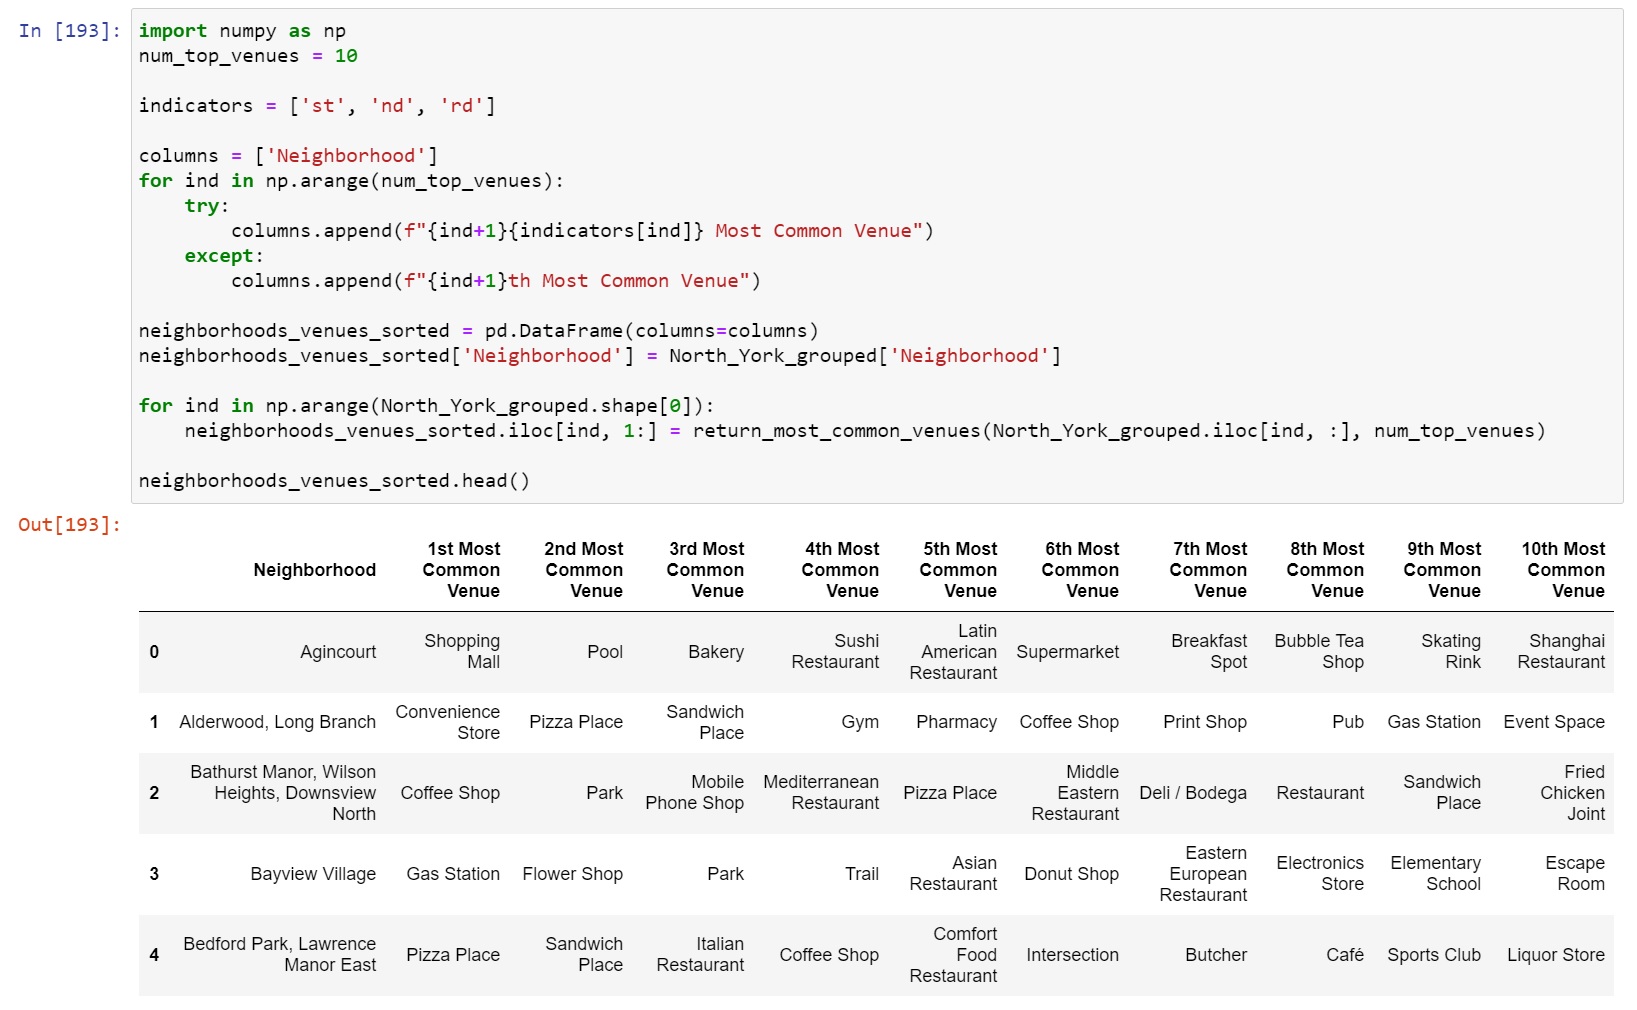 In [193]:
import numpy as np
num_top_venues = 10
indicators = ['st', 'nd', 'rd']
columns = ['Neighborhood']
for ind in np.arange(num_top_venues):
    try:
        columns.append(f"{ind+1}{indicators[ind]} Most Common Venue")
    except:
        columns.append(f"{ind+1}th Most Common Venue")
neighborhoods_venues_sorted = pd.DataFrame(columns=columns)
neighborhoods_venues_sorted['Neighborhood'] = North_York_grouped['Neighborhood']
for ind in np.arange(North_York_grouped.shape[0]):
    neighborhoods_venues_sorted.iloc[ind, 1:] = return_most_common_venues(North_York_grouped.iloc[ind, :], num_top_venues)
neighborhoods_venues_sorted.head()
Out[193]:
Neighborhood
1st Most
Common
Venue
2nd Most
Common
Venue
3rd Most
Common
Venue
4th Most
Common
Venue
5th Most
Common
Venue
6th Most
Common
Venue
7th Most
Common
Venue
8th Most
Common
Venue
9th Most
Common
Venue
10th Most
Common
Venue
0
Agincourt
Shopping
Mall
Pool
Bakery
Sushi
Restaurant
Latin
American
Restaurant
Supermarket
Breakfast
Spot
Bubble Tea
Shop
Skating
Rink
Shanghai
Restaurant
1
Alderwood, Long Branch
Convenience
Store
Pizza Place
Sandwich
Place
Gym
Pharmacy
Coffee Shop
Print Shop
Pub
Gas Station
Event Space
2
Bathurst Manor, Wilson
Heights, Downsview
North
Coffee Shop
Park
Mobile
Phone Shop
Mediterranean
Restaurant
Pizza Place
Middle
Eastern
Restaurant
Deli / Bodega
Restaurant
Sandwich
Place
Fried
Chicken
Joint
3
Bayview Village
Gas Station
Flower Shop
Park
Trail
Asian
Restaurant
Donut Shop
Eastern
European
Restaurant
Electronics
Store
Elementary
School
Escape
Room
4
Bedford Park, Lawrence
Manor East
Pizza Place
Sandwich
Place
Italian
Restaurant
Coffee Shop
Comfort
Food
Restaurant
Intersection
Butcher
Café
Sports Club
Liquor Store